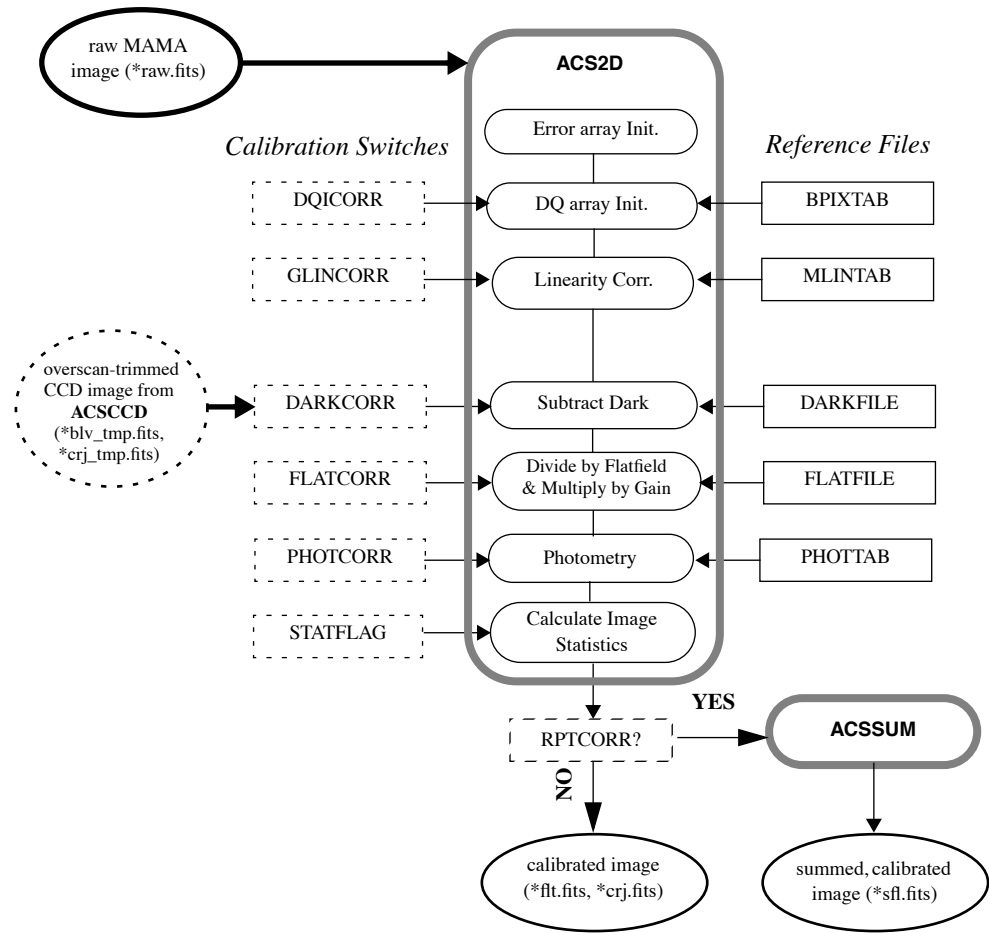 raw MAMA
image (*raw.fits)
ACS2D
Error array Init.
Calibration Switches
Reference Files
DQICORR
DQ array Init.
BPIXTAB
GLINCORR
Linearity Corr.
MLINTAB
overscan-trimmed
CCD image from
ACSCCD
(*blv_tmp.fits,
*crj_tmp.fits)
DARKCORR
Subtract Dark
DARKFILE
FLATCORR
Divide by Flatfield
& Multiply by Gain
FLATFILE
PHOTCORR
Photometry
PHOTTAB
STATFLAG
Calculate Image
Statistics
RPTCORR?
YES
ACSSUM
NO
calibrated image
(*flt.fits, *crj.fits)
summed, calibrated
image (*sfl.fits)